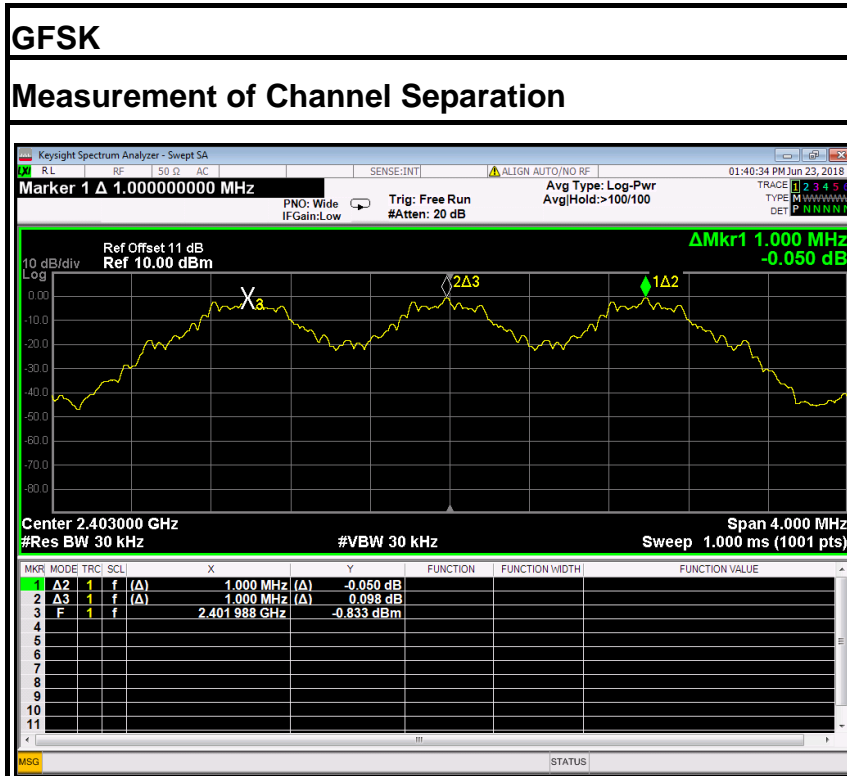 GFSK
Measurement of Channel Separation
Keysight Spectrum Analyzer - Swept SA
RL RF 50 Ω AC SENSE:INT ALIGN AUTO/NO RF 01:40:34 PM Jun 23, 2018
Marker 1 Δ 1.000000000 MHz
PNO: Wide
IFGain:Low
Trig: Free Run
#Atten: 20 dB
Avg Type: Log-Pwr
Avg|Hold:>100/100
TRACE 1 2 3 4 5 6
TYPE M WWWWW
DET P N N N N N
ΔMkr1 1.000 MHz
-0.050 dB
Ref Offset 11 dB
10 dB/div Ref 10.00 dBm
Log
0.00
-10.0
-20.0
-30.0
-40.0
-50.0
-60.0
-70.0
-80.0
X3
2Δ3
1Δ2
Center 2.403000 GHz Span 4.000 MHz
#Res BW 30 kHz #VBW 30 kHz Sweep 1.000 ms (1001 pts)
MKR MODE TRC SCL X Y FUNCTION FUNCTION WIDTH FUNCTION VALUE
1 Δ2 1 f (Δ) 1.000 MHz (Δ) -0.050 dB
2 Δ3 1 f (Δ) 1.000 MHz (Δ) 0.098 dB
3 F 1 f 2.401 988 GHz -0.833 dBm
4
5
6
7
8
9
10
11
MSG STATUS